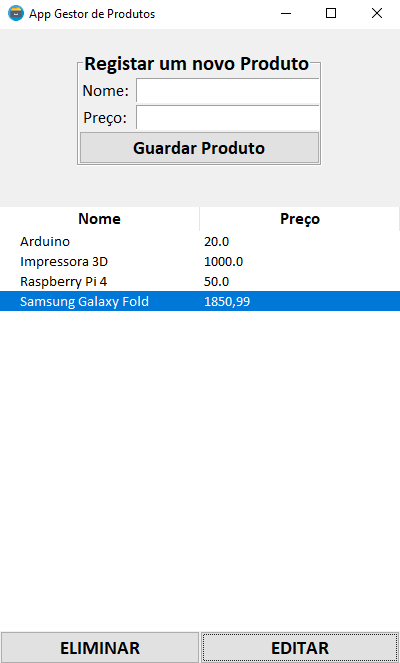 App Gestor de Produtos
Registar um novo Produto
Nome:
Preço:
Guardar Produto
Nome Preço
Arduino 20.0
Impressora 3D 1000.0
Raspberry Pi 4 50.0
Samsung Galaxy Fold 1850,99
ELIMINAR EDITAR